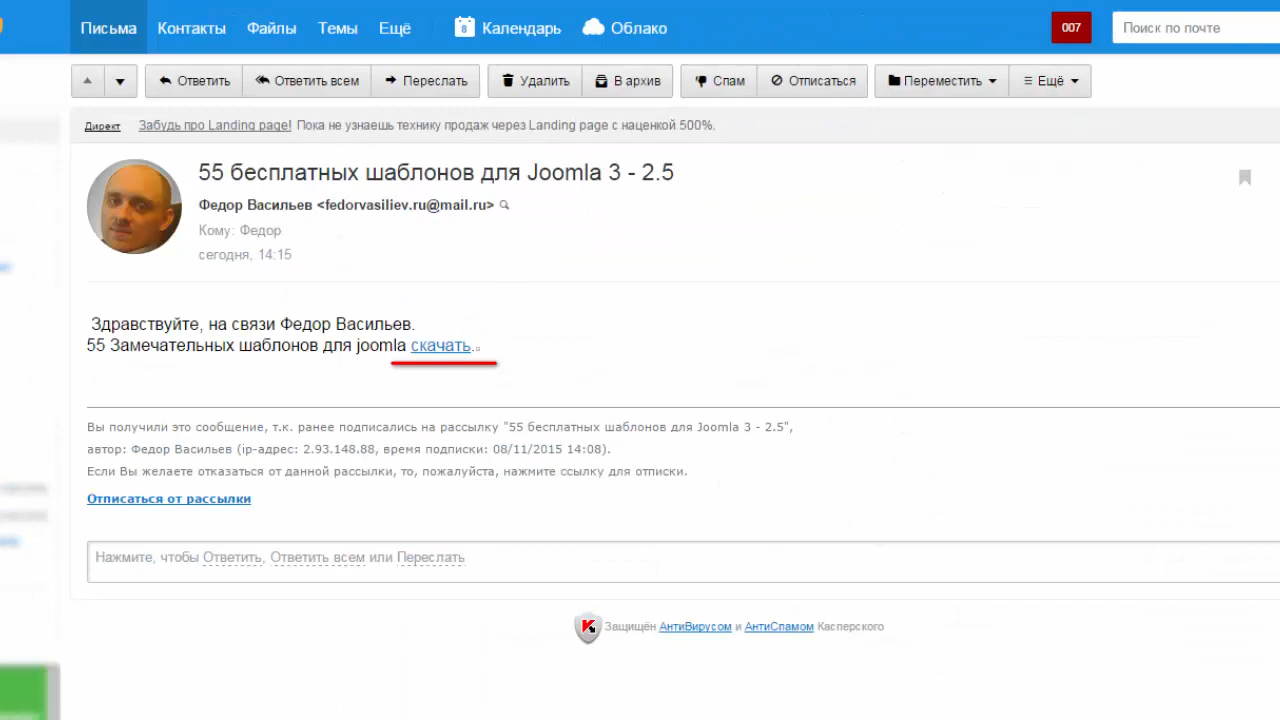 Письма Контакты Файлы Темы Ещё 8 Календарь Облако 007 Поиск по почте
Ответить Ответить всем Переслать Удалить В архив Спам Отписаться Переместить Ещё
Директ Забудь про Landing page! Пока не узнаешь технику продаж через Landing page с наценкой 500%.
55 бесплатных шаблонов для Joomla 3 - 2.5
Федор Васильев <fedorvasiliev.ru@mail.ru>
Кому: Федор
сегодня, 14:15
Здравствуйте, на связи Федор Васильев.
55 Замечательных шаблонов для joomla скачать.
Вы получили это сообщение, т.к. ранее подписались на рассылку "55 бесплатных шаблонов для Joomla 3 - 2.5",
автор: Федор Васильев (ip-адрес: 2.93.148.88, время подписки: 08/11/2015 14:08).
Если Вы желаете отказаться от данной рассылки, то, пожалуйста, нажмите ссылку для отписки.
Отписаться от рассылки
Нажмите, чтобы Ответить, Ответить всем или Переслать
Защищён АнтиВирусом и АнтиСпамом Касперского